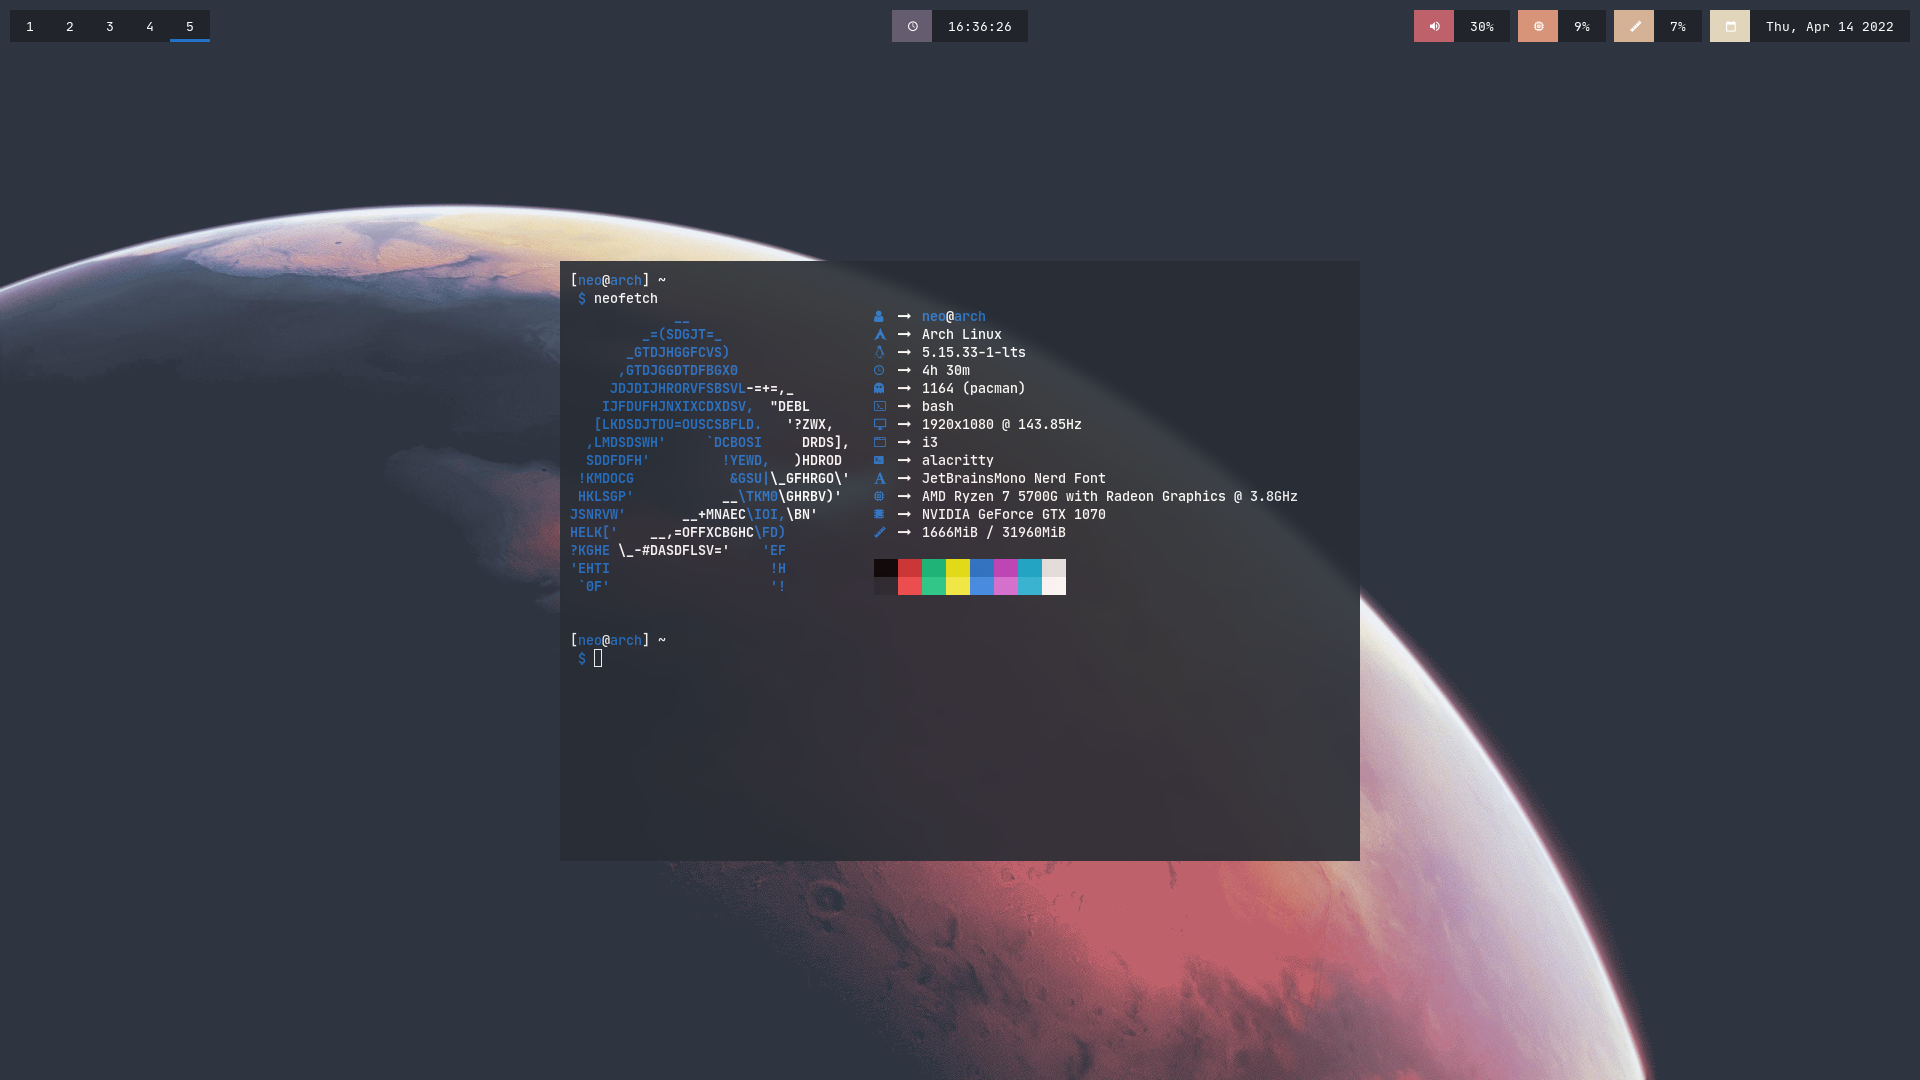 1 2 3 4 5
16:36:26
30% 9% 7% Thu, Apr 14 2022
[neo@arch] ~
$ neofetch
__
_=(SDGJT=_
_GTDJHGGFCVS)
,GTDJGGDTDFBGX0
JDJDIJHRORVFSBSVL-=+=,_
IJFDUFHJNXIXCDXDSV,  "DEBL
[LKDSDJTDU=OUSCSBFLD.   '?ZWX,
,LMDSDSWH'     `DCBOSI     DRDS],
SDDFDFH'         !YEWD,   )HDROD
!KMDOCG            &GSU|\_GFHRGO\'
HKLSGP'           __\TKM0\GHRBV)'
JSNRVW'       __+MNAEC\IOI,\BN'
HELK['    __,=OFFXCBGHC\FD)
?KGHE \_-#DASDFLSV='    'EF
'EHTI                    !H
`0F'                     '!
→ neo@arch
→ Arch Linux
→ 5.15.33-1-lts
→ 4h 30m
→ 1164 (pacman)
→ bash
→ 1920x1080 @ 143.85Hz
→ i3
→ alacritty
→ JetBrainsMono Nerd Font
→ AMD Ryzen 7 5700G with Radeon Graphics @ 3.8GHz
→ NVIDIA GeForce GTX 1070
→ 1666MiB / 31960MiB
[neo@arch] ~
$